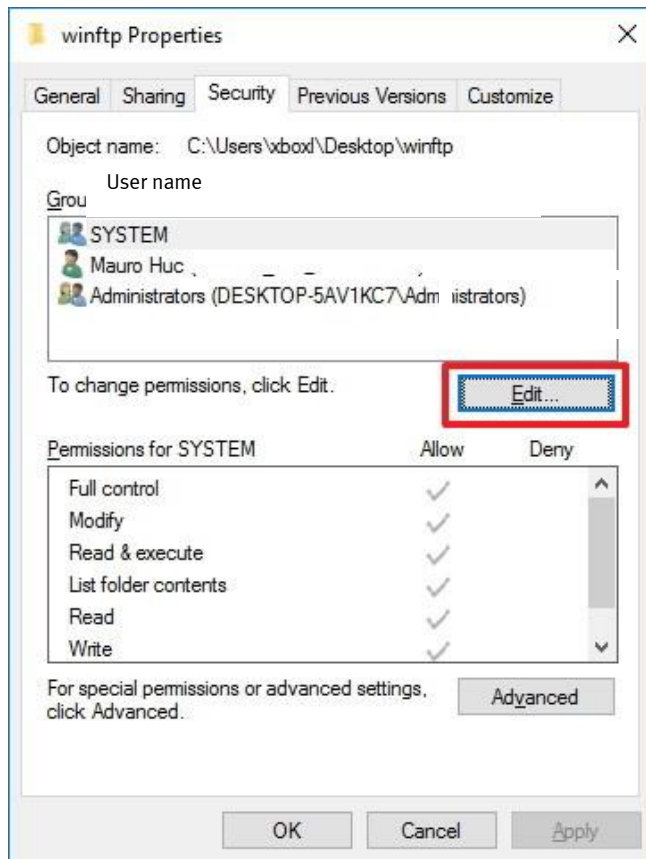 winftp Properties
General Sharing Security Previous Versions Customize
Object name: C:\Users\xboxl\Desktop\winftp
User name
Grou
SYSTEM
Mauro Huc
Administrators (DESKTOP-5AV1KC7\Adm istrators)
To change permissions, click Edit.
Edit...
Permissions for SYSTEM Allow Deny
Full control
Modify
Read & execute
List folder contents
Read
Write
For special permissions or advanced settings,
click Advanced.
Advanced
OK Cancel Apply